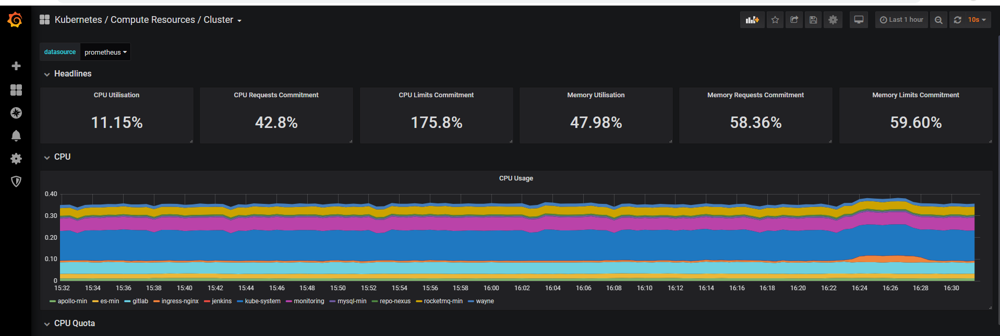 Kubernetes / Compute Resources / Cluster
Last 1 hour
10s
datasource
prometheus
Headlines
CPU Utilisation
CPU Requests Commitment
CPU Limits Commitment
Memory Utilisation
Memory Requests Commitment
Memory Limits Commitment
11.15%
42.8%
175.8%
47.98%
58.36%
59.60%
CPU
CPU Usage
0.40
0.30
0.20
0.10
0
15:32 15:34 15:36 15:38 15:40 15:42 15:44 15:46 15:48 15:50 15:52 15:54 15:56 15:58 16:00 16:02 16:04 16:06 16:08 16:10 16:12 16:14 16:16 16:18 16:20 16:22 16:24 16:26 16:28 16:30
apollo-min es-min gitlab ingress-nginx jenkins kube-system monitoring mysql-min repo-nexus rocketmq-min wayne
CPU Quota